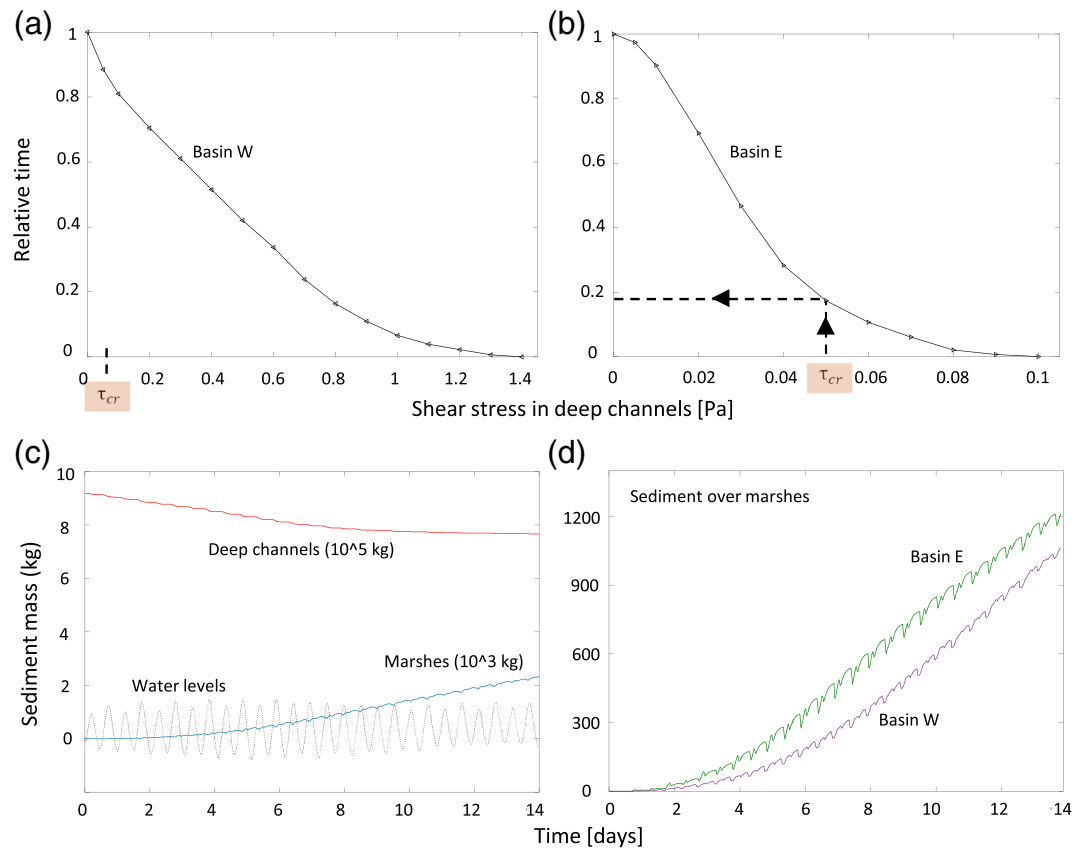 (a)
(b)
Relative time
1
0.8
0.6
0.4
0.2
0
Basin W
0
0.2
0.4
0.6
0.8
1
1.2
1.4
τcr
1
0.8
0.6
0.4
0.2
0
Basin E
0
0.02
0.04
0.06
0.08
0.1
τcr
Shear stress in deep channels [Pa]
(c)
(d)
Sediment mass (kg)
10
8
6
4
2
0
Deep channels (10^5 kg)
Marshes (10^3 kg)
Water levels
0
2
4
6
8
10
12
14
Sediment over marshes
1200
900
600
300
0
Basin E
Basin W
0
2
4
6
8
10
12
14
Time [days]